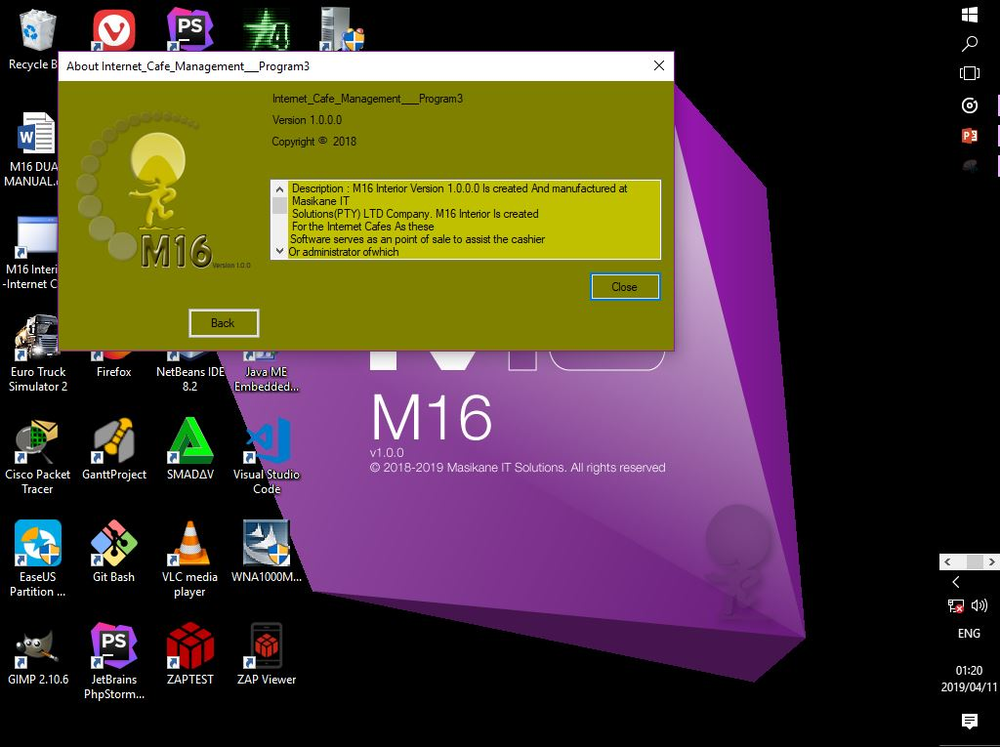 Recycle B
PS
4
About Internet_Cafe_Management___Program3
Internet_Cafe_Management___Program3
Version 1.0.0.0
Copyright © 2018
Description : M16 Interior Version 1.0.0.0 Is created And manufactured at
Masikane IT
Solutions(PTY) LTD Company. M16 Interior Is created
For the Internet Cafes As these
Software serves as an point of sale to assist the cashier
Or administrator ofwhich
M16
Version 1.0.0
Close
Back
W
M16 DUA
MANUAL.
M16 Interi
-Internet C
Euro Truck
Simulator 2
Firefox
NetBeans IDE
8.2
Java ME
Embedded...
M16
v1.0.0
© 2018-2019 Masikane IT Solutions. All rights reserved
Cisco Packet
Tracer
GanttProject
SMADΔV
Visual Studio
Code
EaseUS
Partition ...
Git Bash
VLC media
player
WNA1000M...
GIMP 2.10.6
PS
JetBrains
PhpStorm...
ZAPTEST
ZAP Viewer
P
ENG
01:20
2019/04/11